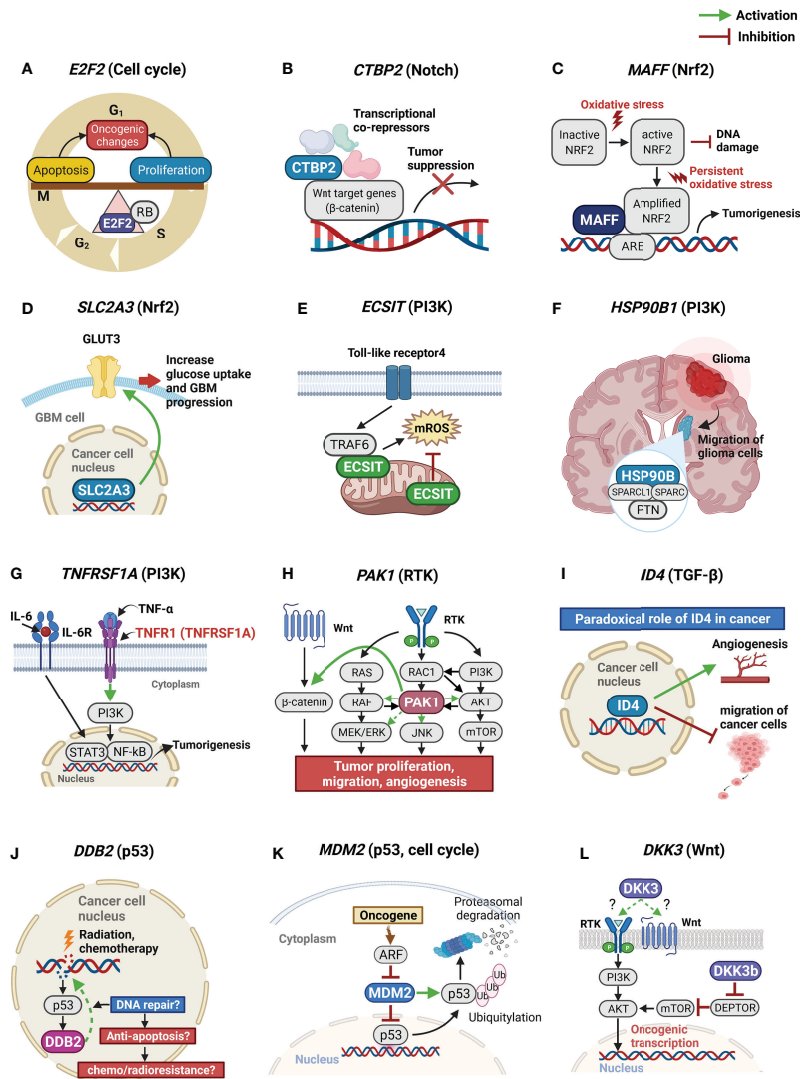 Activation
Inhibition
A
E2F2 (Cell cycle)
G1
Oncogenic
changes
Apoptosis
Proliferation
M
RB
E2F2
G2
S
B
CTBP2 (Notch)
Transcriptional
co-repressors
CTBP2
Tumor
suppression
Wnt target genes
(β-catenin)
C
MAFF (Nrf2)
Oxidative stress
Inactive
NRF2
active
NRF2
DNA
damage
Persistent
oxidative stress
Amplified
NRF2
MAFF
Tumorigenesis
ARE
D
SLC2A3 (Nrf2)
GLUT3
Increase
glucose uptake
and GBM
progression
GBM cell
Cancer cell
nucleus
SLC2A3
E
ECSIT (PI3K)
Toll-like receptor4
mROS
TRAF6
ECSIT
ECSIT
F
HSP90B1 (PI3K)
Glioma
Migration of
glioma cells
HSP90B
SPARCL1 SPARC
FTN
G
TNFRSF1A (PI3K)
IL-6
TNF-α
IL-6R
TNFR1 (TNFRSF1A)
Cytoplasm
PI3K
STAT3 NF-kB
Tumorigenesis
Nucleus
H
PAK1 (RTK)
Wnt
RTK
P P
RAS
RAC1
PI3K
β-catenin
RAF
PAK1
AKT
MEK/ERK
JNK
mTOR
Tumor proliferation,
migration, angiogenesis
I
ID4 (TGF-β)
Paradoxical role of ID4 in cancer
Cancer cell
nucleus
Angiogenesis
ID4
migration of
cancer cells
J
DDB2 (p53)
Cancer cell
nucleus
Radiation,
chemotherapy
p53
DNA repair?
DDB2
Anti-apoptosis?
chemo/radioresistance?
K
MDM2 (p53, cell cycle)
Proteasomal
degradation
Oncogene
Cytoplasm
ARF
MDM2
p53
Ub
Ub
Ub
Ubiquitylation
p53
Nucleus
L
DKK3 (Wnt)
DKK3
? ?
RTK
Wnt
P P
PI3K
DKK3b
AKT
mTOR
DEPTOR
Oncogenic
transcription
Nucleus